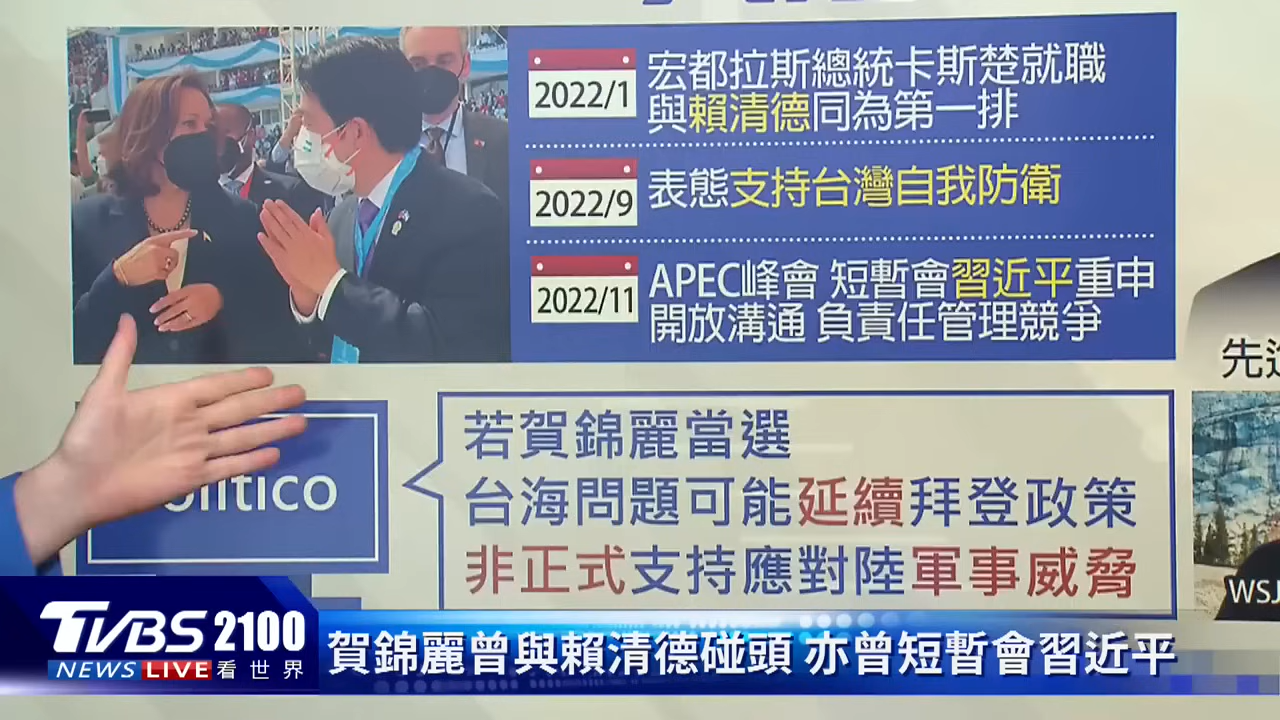 2022/1
宏都拉斯總統卡斯楚就職
與賴清德同為第一排
2022/9
表態支持台灣自我防衛
2022/11
APEC峰會 短暫會習近平重申
開放溝通 負責任管理競爭
先進
olitico
若賀錦麗當選
台海問題可能延續拜登政策
非正式支持應對陸軍事威脅
WSJ
TVBS 2100
NEWS LIVE 看世界
賀錦麗曾與賴清德碰頭 亦曾短暫會習近平